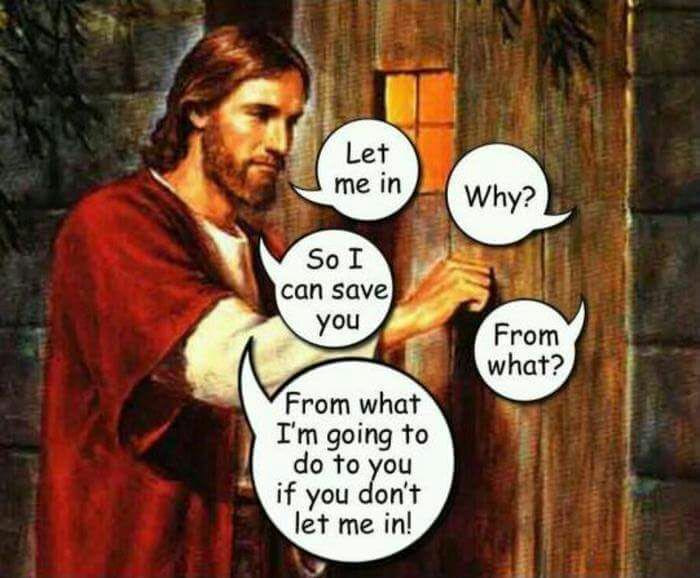 Let
me in
Why?
So I
can save
you
From
what?
From what
I'm going to
do to you
if you don't
let me in!